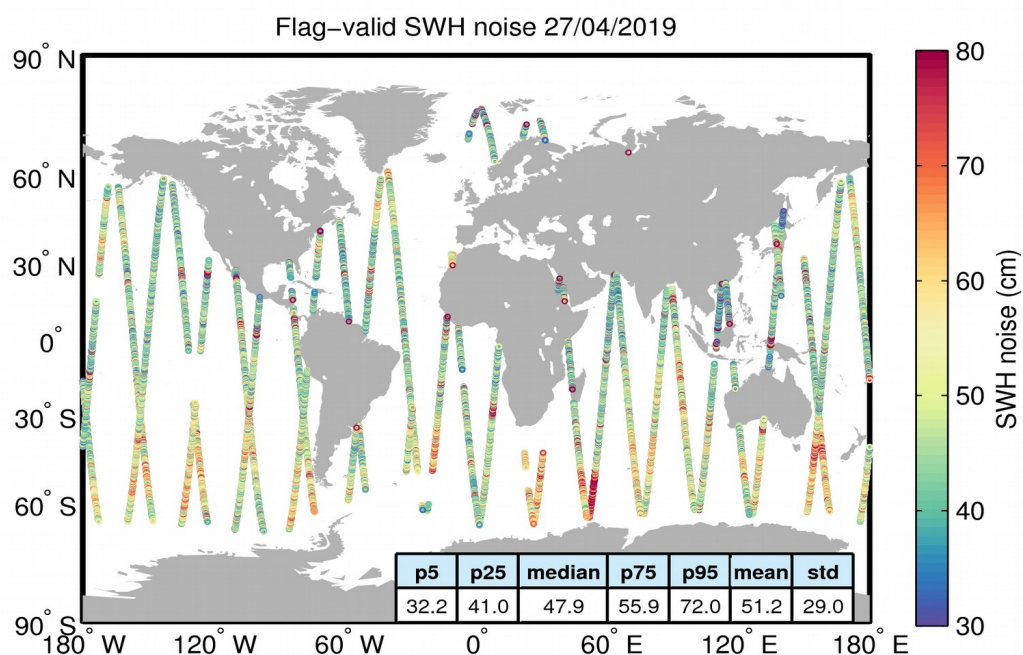 Flag−valid SWH noise 27/04/2019
90° N
60° N
30° N
0°
30° S
60° S
90° S
180° W
120° W
60° W
0°
60° E
120° E
180° E
80
70
60
50
40
30
SWH noise (cm)
p5 p25 median p75 p95 mean std
32.2 41.0 47.9 55.9 72.0 51.2 29.0